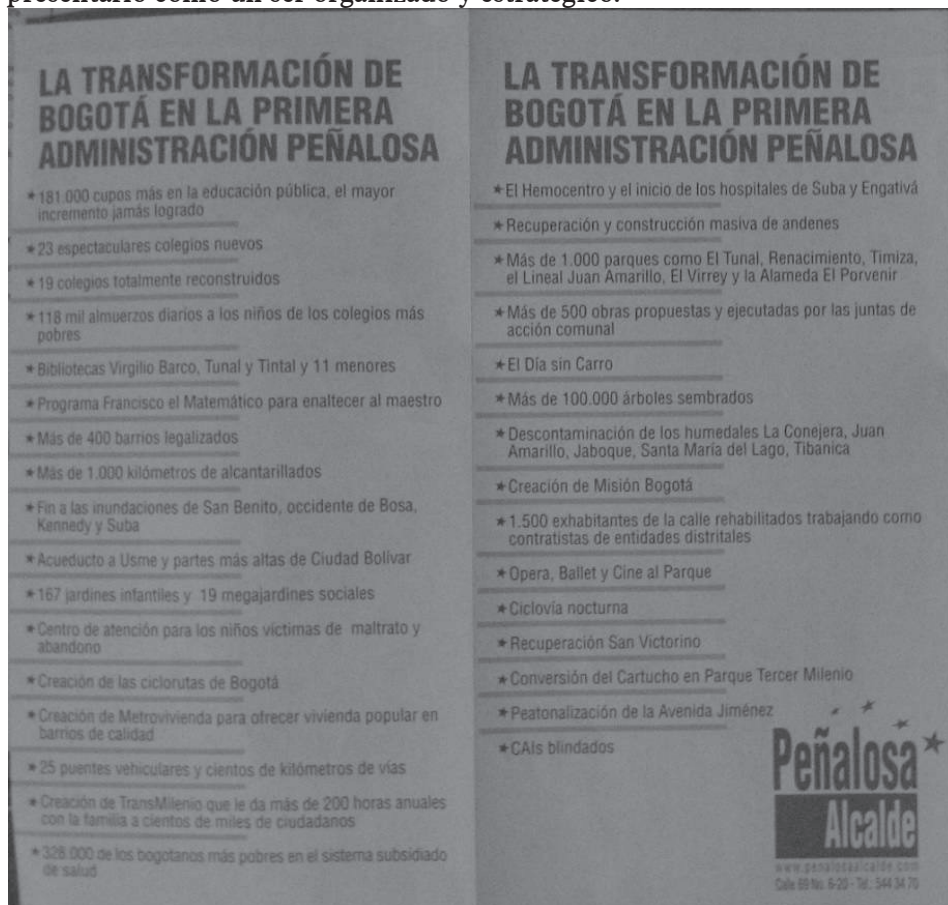 presentarlo como un ser organizado y estratégico.
LA TRANSFORMACIÓN DE
BOGOTÁ EN LA PRIMERA
ADMINISTRACIÓN PEÑALOSA
★181.000 cupos más en la educación pública, el mayor
incremento jamás logrado
★23 espectaculares colegios nuevos
★19 colegios totalmente reconstruidos
★118 mil almuerzos diarios a los niños de los colegios más
pobres
★Bibliotecas Virgilio Barco, Tunal y Tintal y 11 menores
★Programa Francisco el Matemático para enaltecer al maestro
★Más de 400 barrios legalizados
★Más de 1.000 kilómetros de alcantarillados
★Fin a las inundaciones de San Benito, occidente de Bosa,
Kennedy y Suba
★Acueducto a Usme y partes más altas de Ciudad Bolívar
★167 jardines infantiles y 19 megajardines sociales
★Centro de atención para los niños víctimas de maltrato y
abandono
★Creación de las ciclorutas de Bogotá
★Creación de Metrovivienda para ofrecer vivienda popular en
barrios de calidad
★25 puentes vehiculares y cientos de kilómetros de vías
★Creación de TransMilenio que le da más de 200 horas anuales
con la familia a cientos de miles de ciudadanos
★328.000 de los bogotanos más pobres en el sistema subsidiado
de salud
LA TRANSFORMACIÓN DE
BOGOTÁ EN LA PRIMERA
ADMINISTRACIÓN PEÑALOSA
★El Hemocentro y el inicio de los hospitales de Suba y Engativá
★Recuperación y construcción masiva de andenes
★Más de 1.000 parques como El Tunal, Renacimiento, Timiza,
el Lineal Juan Amarillo, El Virrey y la Alameda El Porvenir
★Más de 500 obras propuestas y ejecutadas por las juntas de
acción comunal
★El Día sin Carro
★Más de 100.000 árboles sembrados
★Descontaminación de los humedales La Conejera, Juan
Amarillo, Jaboque, Santa María del Lago, Tibanica
★Creación de Misión Bogotá
★1.500 exhabitantes de la calle rehabilitados trabajando como
contratistas de entidades distritales
★Opera, Ballet y Cine al Parque
★Ciclovía nocturna
★Recuperación San Victorino
★Conversión del Cartucho en Parque Tercer Milenio
★Peatonalización de la Avenida Jiménez
★CAIs blindados
Peñalosa
Alcalde
www.penalosaalcalde.com
Calle 69 No. 6-20 - Tel.: 544 34 70